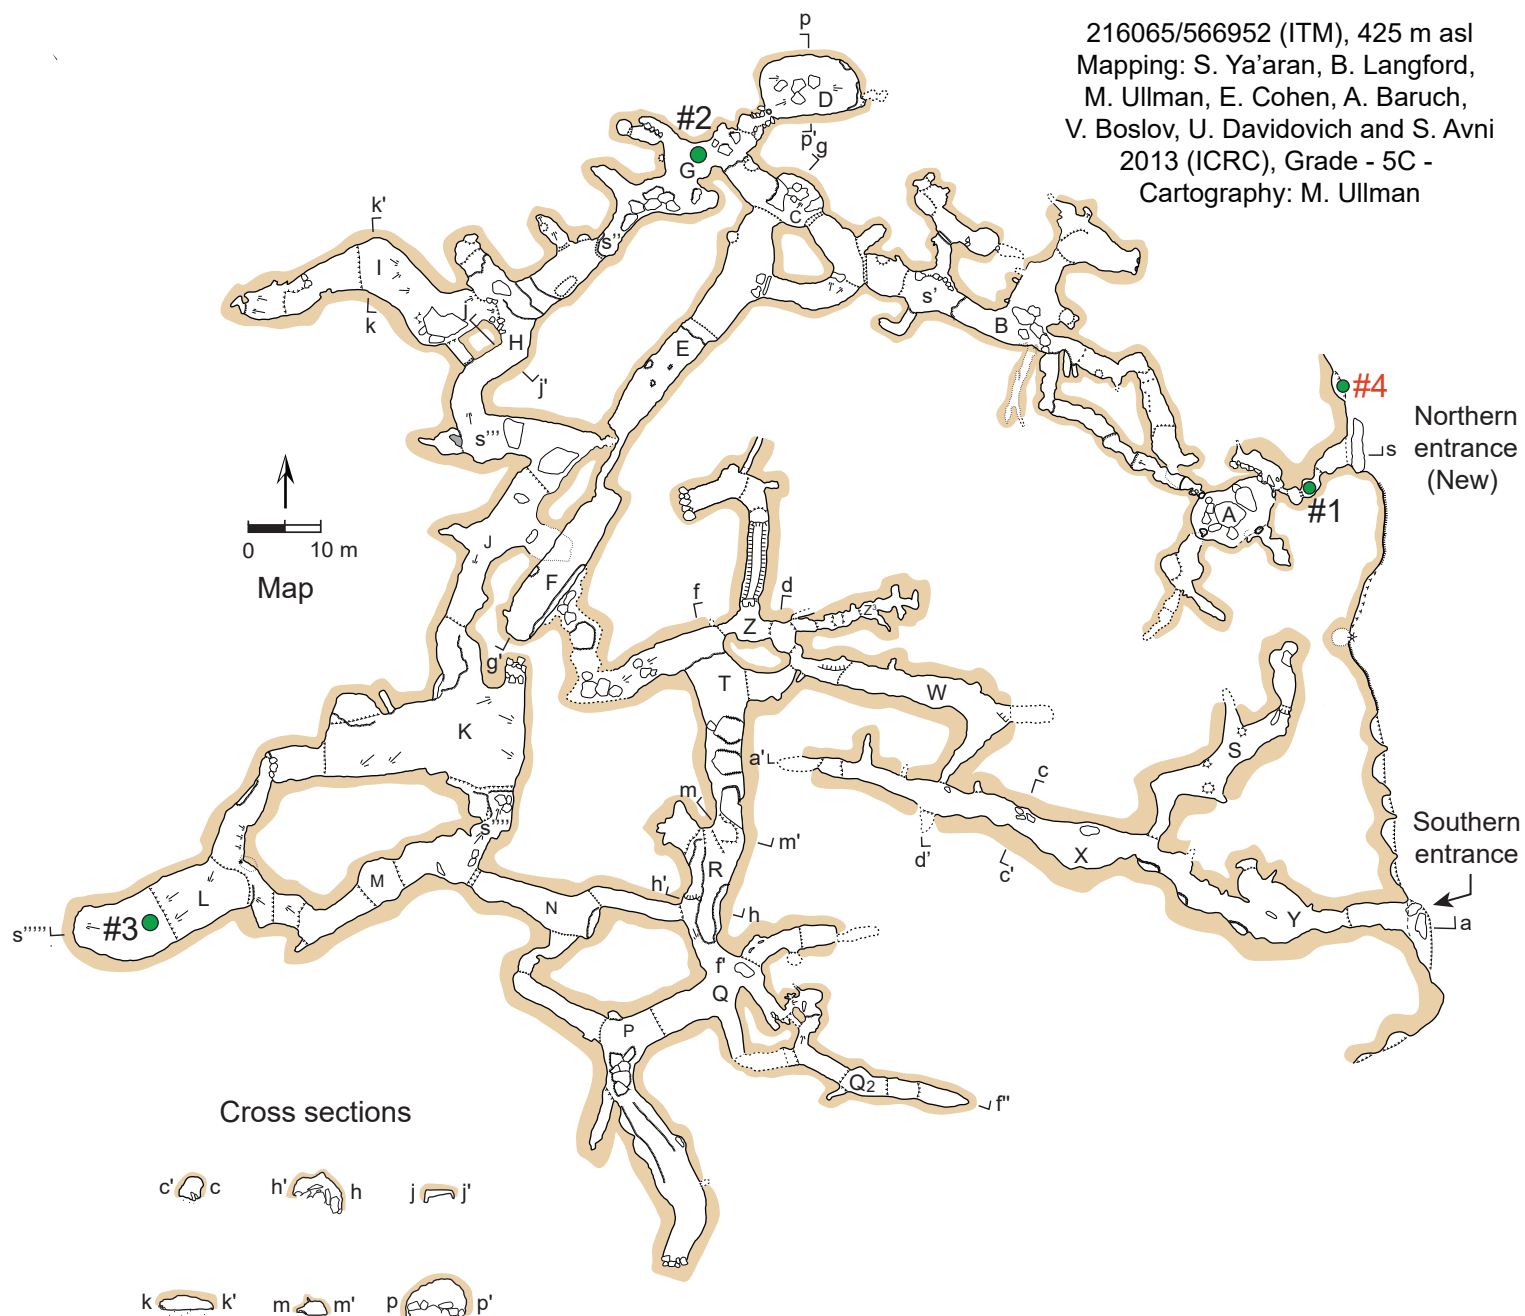 216065/566952 (ITM), 425 m asl
Mapping: S. Ya’aran, B. Langford,
M. Ullman, E. Cohen, A. Baruch,
V. Boslov, U. Davidovich and S. Avni
2013 (ICRC), Grade - 5C -
Cartography: M. Ullman
p
D
#2
p'
g
G
C
k'
I
s''
s'
k
j
H
B
E
j'
#4
Northern
entrance
(New)
s
s'''
#1
A
0 10 m
Map
J
F
f
d
Z
Z3
g'
T
W
K
S
a'
c
m
s''''
m'
d'
c'
X
Southern
entrance
M
R
h'
L
N
h
Y
a
s'''''
#3
f'
Q
P
Q2
f''
Cross sections
c' c
h' h
j j'
k k'
m m'
p p'